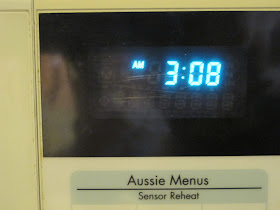 AM 3:08
Aussie Menus
Sensor Reheat